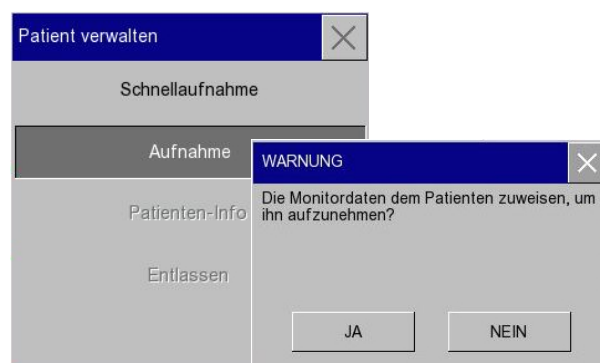 Patient verwalten
Schnellaufnahme
Aufnahme
Patienten-Info
Entlassen
WARNUNG
Die Monitordaten dem Patienten zuweisen, um
ihn aufzunehmen?
JA
NEIN